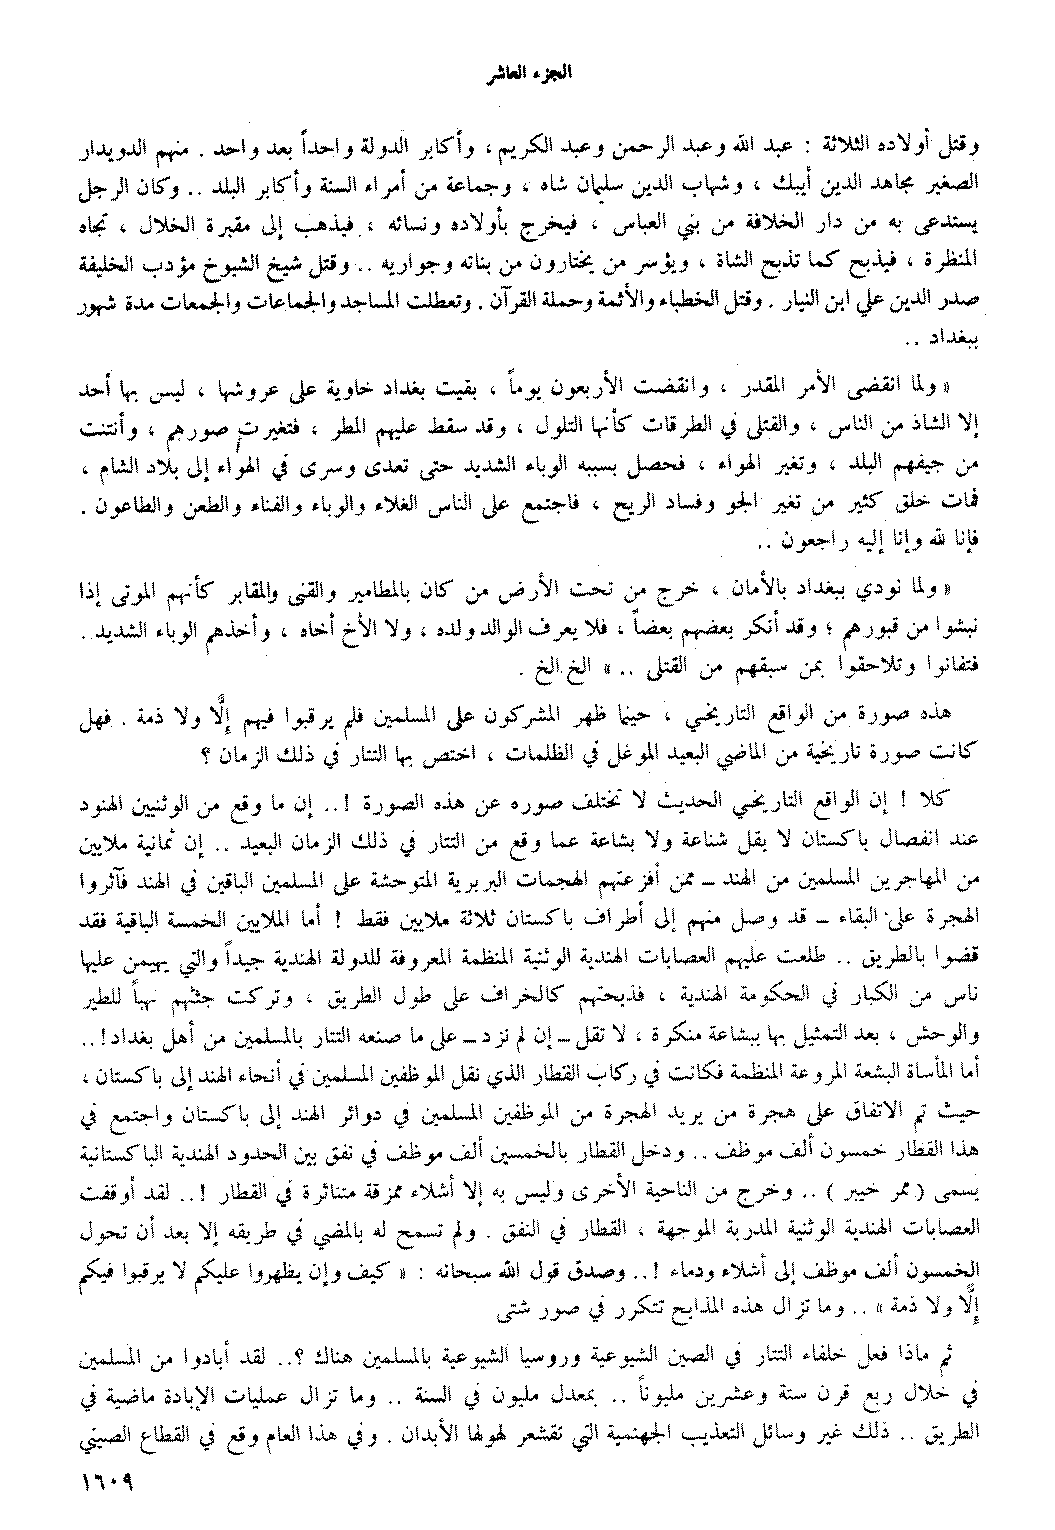 الجزء العاشر
وقتل أولاده الثلاثة : عبد الله وعبد الرحمن وعبد الكريم ، وأكابر الدولة واحداً بعد واحد . منهم الدويدار
الصغير مجاهد الدين أيبك ، وشهاب الدين سليمان شاه ، وجماعة من أمراء السنة وأكابر البلد .. وكان الرجل
يستدعى به من دار الخلافة من بني العباس ، فيخرج بأولاده ونسائه ، فيذهب إلى مقبرة الخلال ، تجاه
المنظرة ، فيذبح كما تذبح الشاة ، ويؤسر من يختارون من بناته وجواريه .. وقتل شيخ الشيوخ مؤدب الخليفة
صدر الدين علي ابن النيار . وقتل الخطباء والأئمة وحملة القرآن . وتعطلت المساجد والجماعات والجمعات مدة شهور
ببغداد ..
« ولما انقضى الأمر المقدر ، وانقضت الأربعون يوماً ، بقيت بغداد خاوية على عروشها ، ليس بها أحد
إلا الشاذ من الناس ، والقتلى في الطرقات كأنها التلول ، وقد سقط عليهم المطر ، فتغيرت صورهم ، وأنتنت
من جيفهم البلد ، وتغير الهواء ، فحصل بسببه الوباء الشديد حتى تعدى وسرى في الهواء إلى بلاد الشام ،
فمات خلق كثير من تغير الجو وفساد الريح ، فاجتمع على الناس الغلاء والوباء والفناء والطعن والطاعون .
فإنا لله وإنا إليه راجعون ..
« ولما نودي ببغداد بالأمان ، خرج من تحت الأرض من كان بالمطامير والقنى والمقابر كأنهم الموتى إذا
نبشوا من قبورهم ؛ وقد أنكر بعضهم بعضاً ، فلا يعرف الوالد ولده ، ولا الأخ أخاه ، وأخذهم الوباء الشديد .
فتفانوا وتلاحقوا بمن سبقهم من القتلى .. » الخ الخ .
هذه صورة من الواقع التاريخي ، حينما ظهر المشركون على المسلمين فلم يرقبوا فيهم إلًّا ولا ذمة . فهل
كانت صورة تاريخية من الماضي البعيد الموغل في الظلمات ، اختص بها التتار في ذلك الزمان ؟
كلا ! إن الواقع التاريخي الحديث لا تختلف صوره عن هذه الصورة !.. إن ما وقع من الوثنيين الهنود
عند انفصال باكستان لا يقل شناعة ولا بشاعة عما وقع من التتار في ذلك الزمان البعيد .. إن ثمانية ملايين
من المهاجرين المسلمين من الهند – ممن أفزعتهم الهجمات البربرية المتوحشة على المسلمين الباقين في الهند فآثروا
الهجرة على البقاء – قد وصل منهم إلى أطراف باكستان ثلاثة ملايين فقط ! أما الملايين الخمسة الباقية فقد
قضوا بالطريق .. طلعت عليهم العصابات الهندية الوثنية المنظمة المعروفة للدولة الهندية جيداً والتي يهيمن عليها
ناس من الكبار في الحكومة الهندية ، فذبحتهم كالخراف على طول الطريق ، وتركت جثثهم نهباً للطير
والوحش ، بعد التمثيل بها ببشاعة منكرة ، لا تقل – إن لم تزد – على ما صنعه التتار بالمسلمين من أهل بغداد!..
أما المأساة البشعة المروعة المنظمة فكانت في ركاب القطار الذي نقل الموظفين المسلمين في أنحاء الهند إلى باكستان ،
حيث تم الاتفاق على هجرة من يريد الهجرة من الموظفين المسلمين في دوائر الهند إلى باكستان واجتمع في
هذا القطار خمسون ألف موظف .. ودخل القطار بالخمسين ألف موظف في نفق بين الحدود الهندية الباكستانية
يسمى ( ممر خيبر ) .. وخرج من الناحية الأخرى وليس به إلا أشلاء ممزقة متناثرة في القطار !.. لقد أوقفت
العصابات الهندية الوثنية المدربة الموجهة ، القطار في النفق . ولم تسمح له بالمضي في طريقه إلا بعد أن تحول
الخمسون ألف موظف إلى أشلاء ودماء !.. وصدق قول الله سبحانه : « كيف وإن يظهروا عليكم لا يرقبوا فيكم
إلًّا ولا ذمة » .. وما تزال هذه المذابح تتكرر في صور شتى
ثم ماذا فعل خلفاء التتار في الصين الشيوعية وروسيا الشيوعية بالمسلمين هناك ؟.. لقد أبادوا من المسلمين
في خلال ربع قرن ستة وعشرين مليوناً .. بمعدل مليون في السنة .. وما تزال عمليات الإبادة ماضية في
الطريق .. ذلك غير وسائل التعذيب الجهنمية التي تقشعر لهولها الأبدان . وفي هذا العام وقع في القطاع الصيني
١٦٠٩